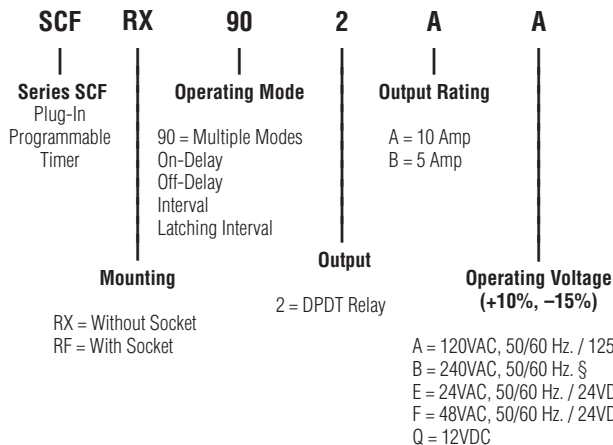 SCF RX 90 2 A A
Series SCF
Plug-In
Programmable
Timer
Operating Mode
90 = Multiple Modes
On-Delay
Off-Delay
Interval
Latching Interval
Output Rating
A = 10 Amp
B = 5 Amp
Mounting
RX = Without Socket
RF = With Socket
Output
2 = DPDT Relay
Operating Voltage
(+10%, –15%)
A = 120VAC, 50/60 Hz. / 125
B = 240VAC, 50/60 Hz. §
E = 24VAC, 50/60 Hz. / 24VD
F = 48VAC, 50/60 Hz. / 24VD
Q = 12VDC